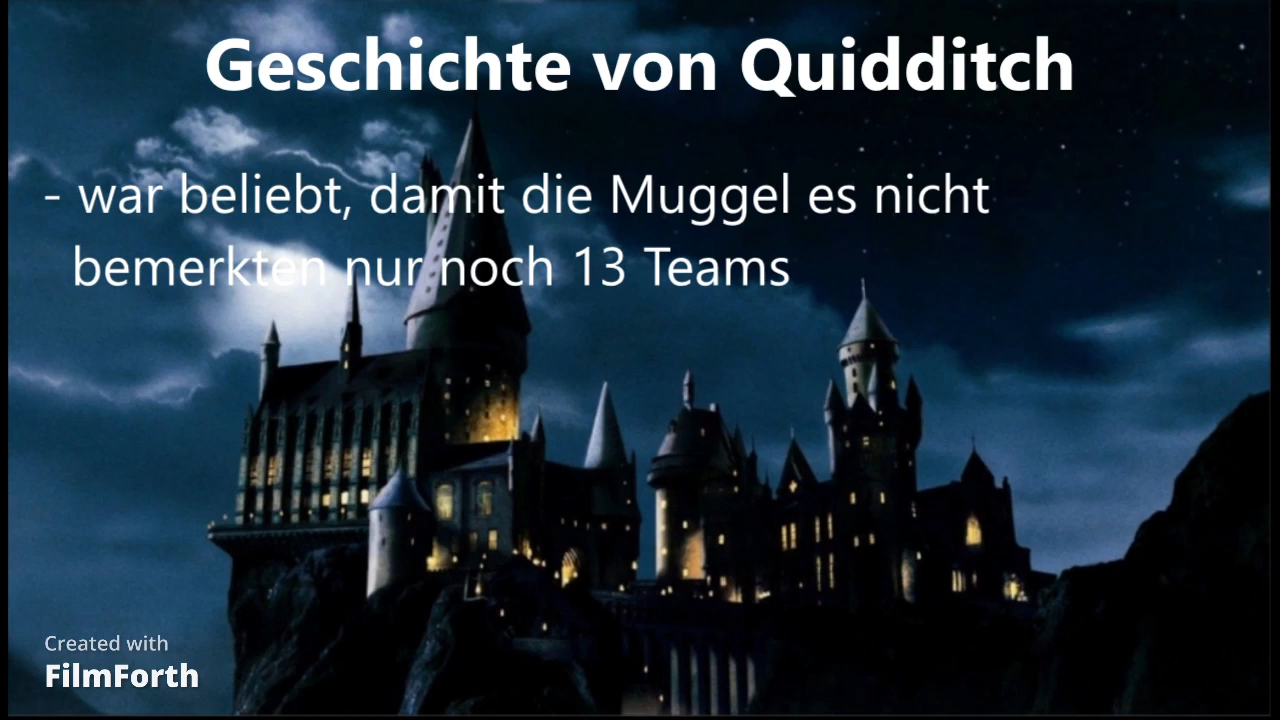 Geschichte von Quidditch
- war beliebt, damit die Muggel es nicht
bemerkten nur noch 13 Teams
Created with
FilmForth